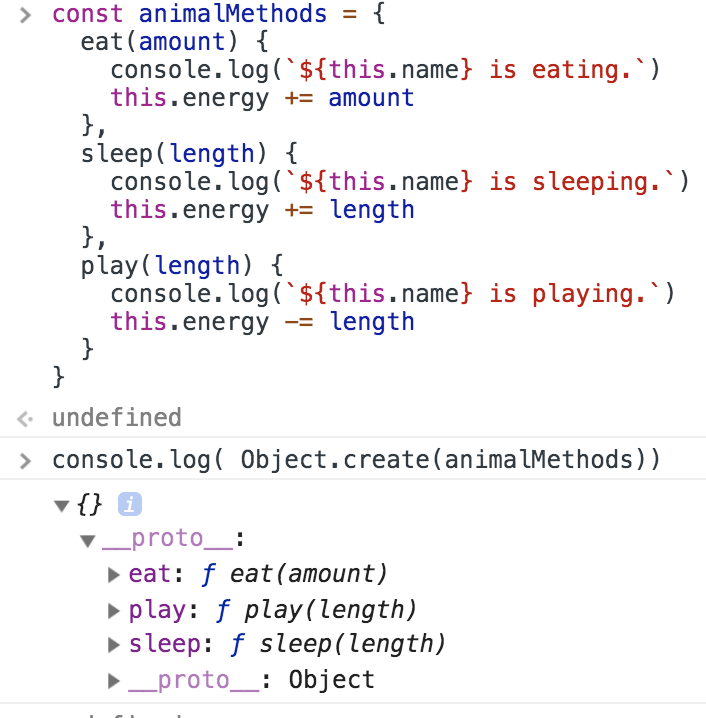 > const animalMethods = {
eat(amount) {
console.log(`${this.name} is eating.`)
this.energy += amount
},
sleep(length) {
console.log(`${this.name} is sleeping.`)
this.energy += length
},
play(length) {
console.log(`${this.name} is playing.`)
this.energy -= length
}
}
undefined
> console.log( Object.create(animalMethods))
▼ {} i
▼ __proto__:
▶ eat: ƒ eat(amount)
▶ play: ƒ play(length)
▶ sleep: ƒ sleep(length)
▶ __proto__: Object